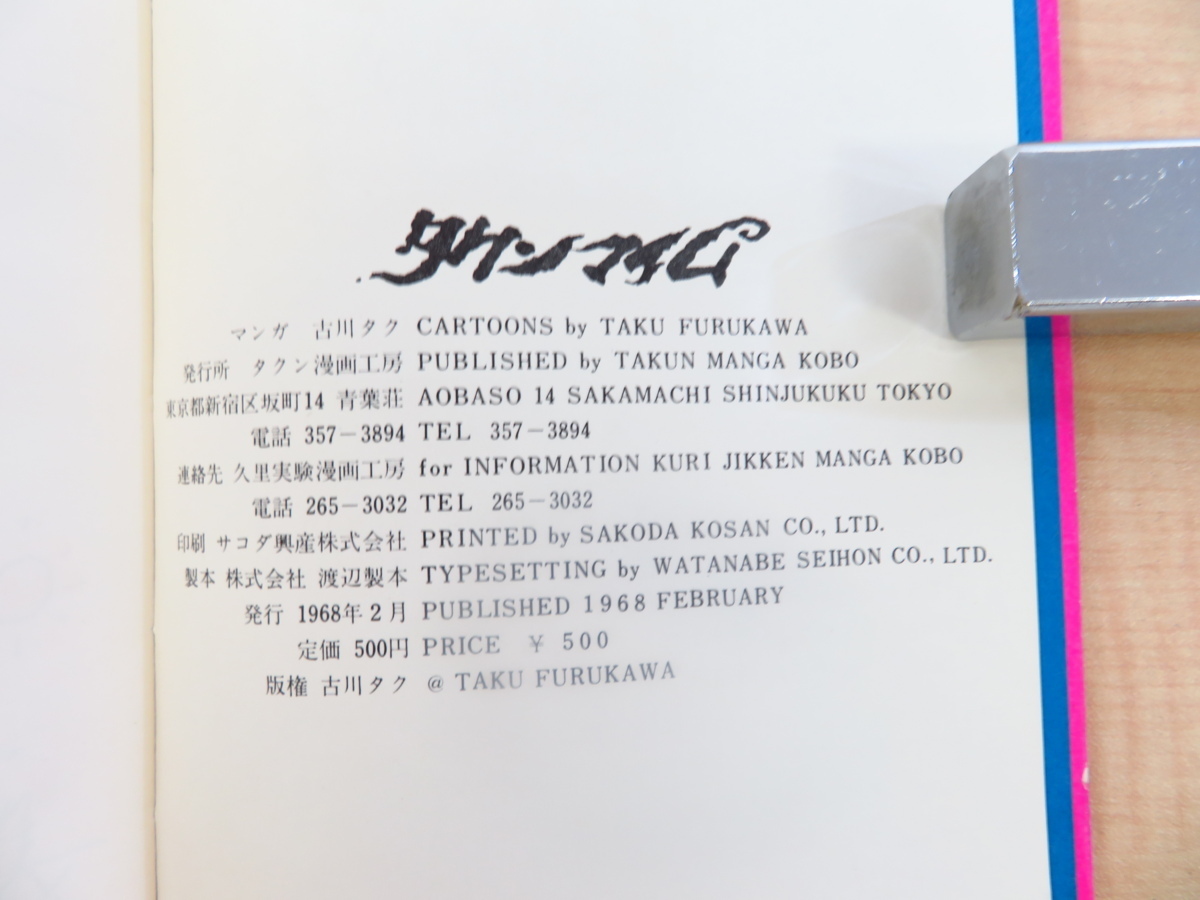 タクンマイム
マンガ 古川タク CARTOONS by TAKU FURUKAWA
発行所 タクン漫画工房 PUBLISHED by TAKUN MANGA KOBO
東京都新宿区坂町14 青葉荘 AOBASO 14 SAKAMACHI SHINJUKUKU TOKYO
電話 357-3894 TEL 357-3894
連絡先 久里実験漫画工房 for INFORMATION KURI JIKKEN MANGA KOBO
電話 265-3032 TEL 265-3032
印刷 サコダ興産株式会社 PRINTED by SAKODA KOSAN CO., LTD.
製本 株式会社 渡辺製本 TYPESETTING by WATANABE SEIHON CO., LTD.
発行 1968年2月 PUBLISHED 1968 FEBRUARY
定価 500円 PRICE ¥ 500
版権 古川タク @ TAKU FURUKAWA